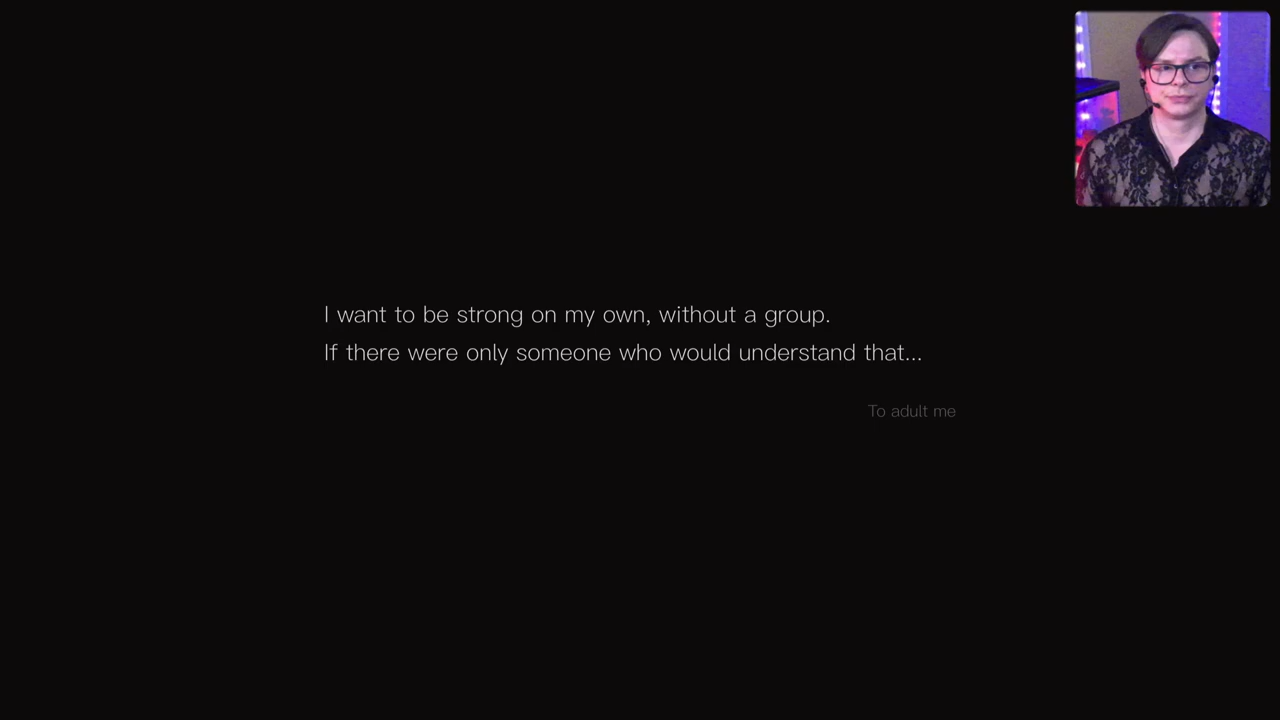 I want to be strong on my own, without a group.
If there were only someone who would understand that...
To adult me